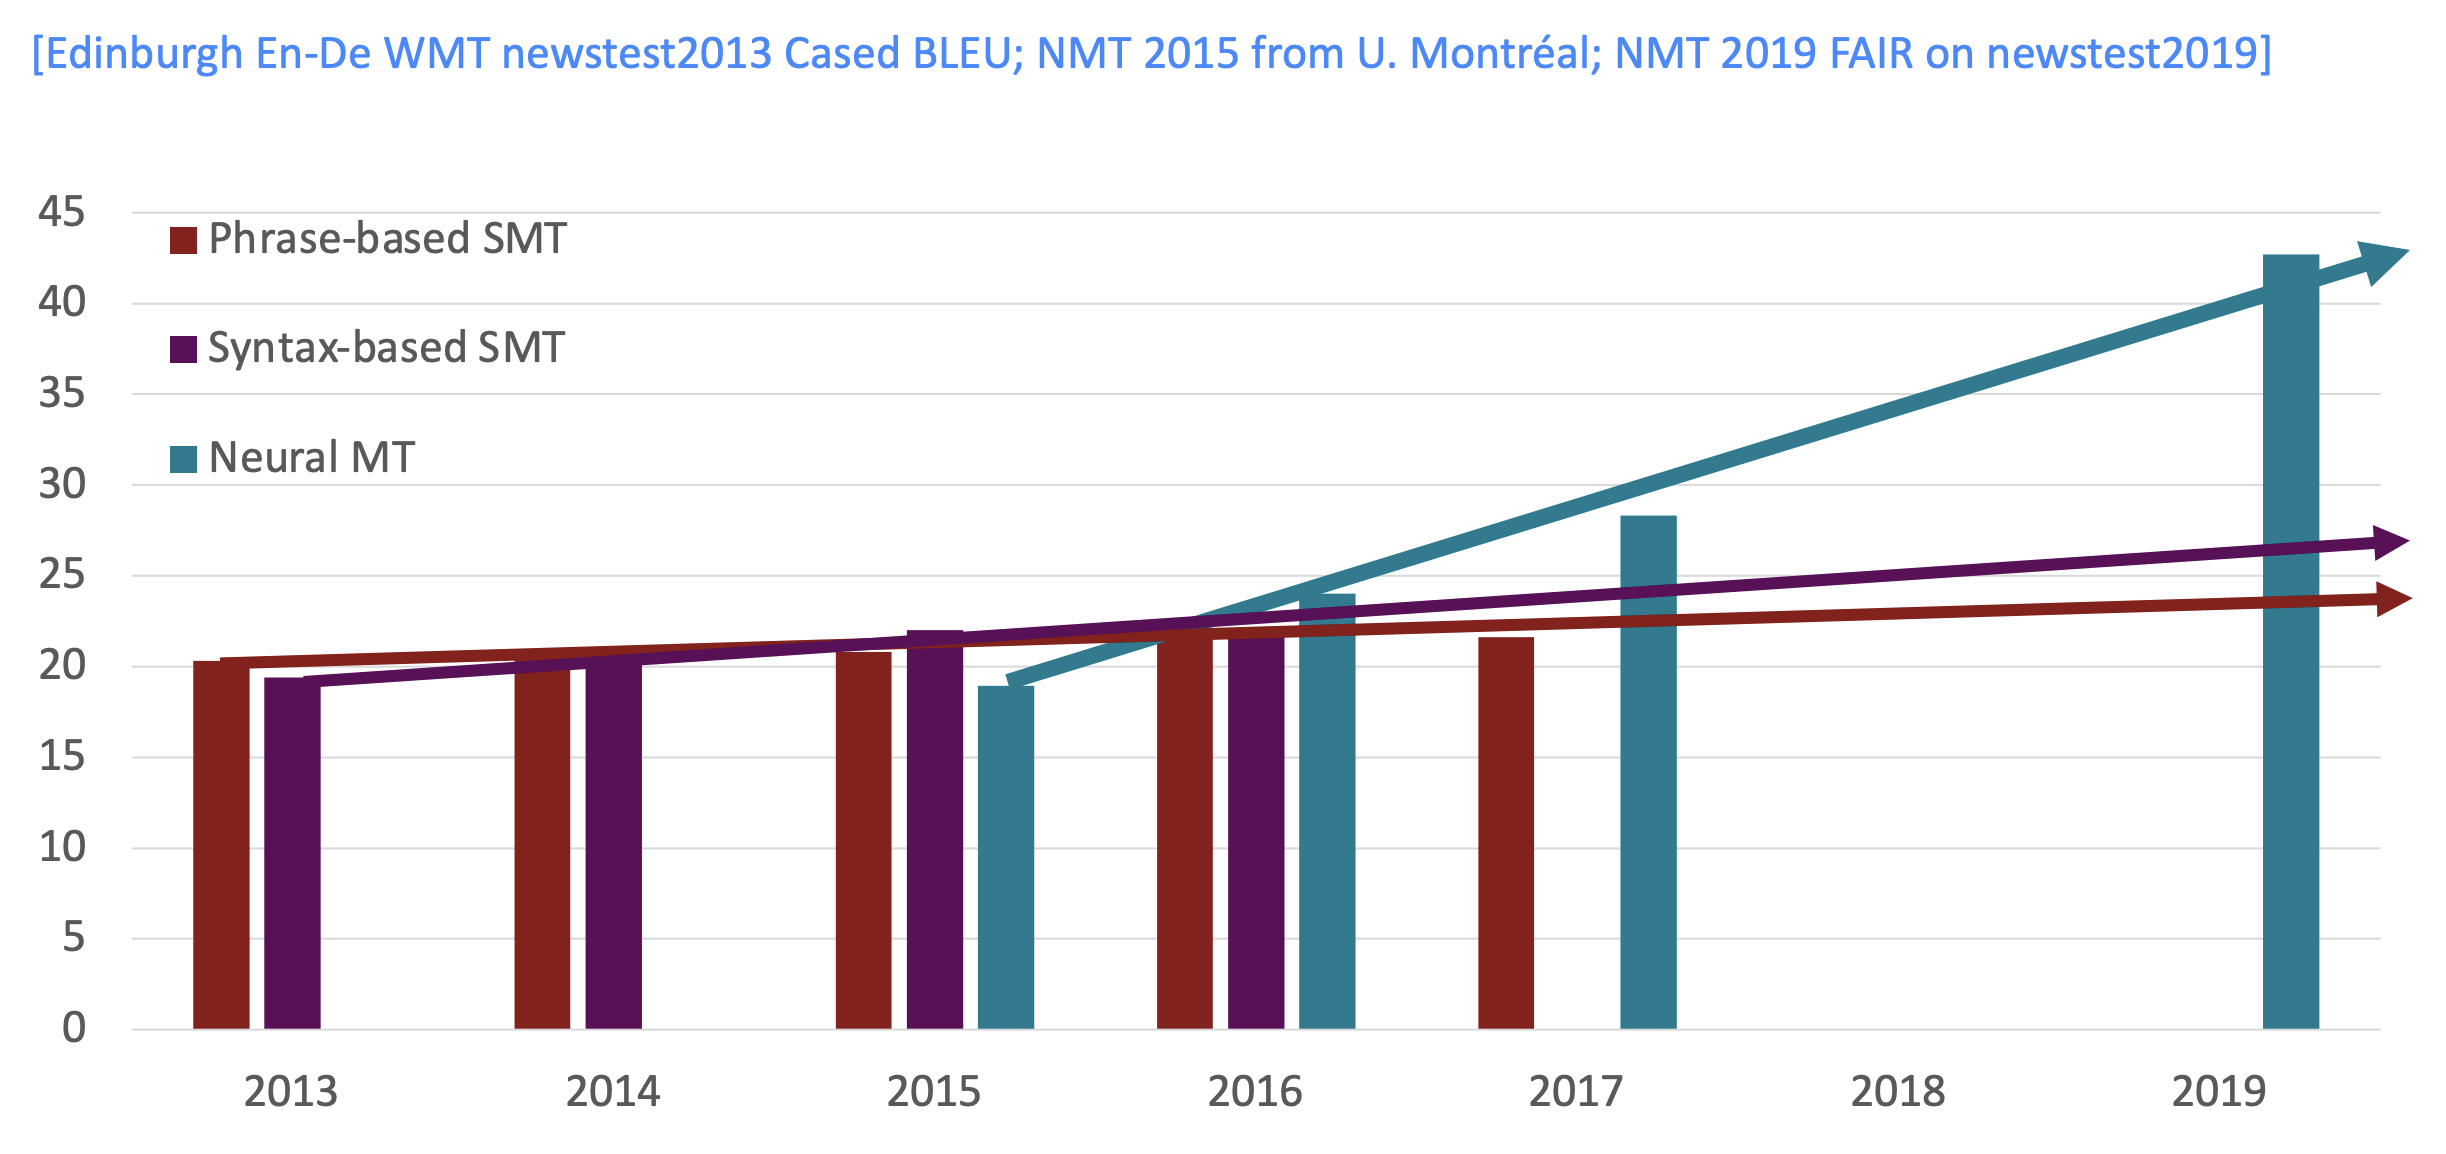 [Edinburgh En-De WMT newstest2013 Cased BLEU; NMT 2015 from U. Montréal; NMT 2019 FAIR on newstest2019]
45
40
35
30
25
20
15
10
5
0
Phrase-based SMT
Syntax-based SMT
Neural MT
2013 2014 2015 2016 2017 2018 2019